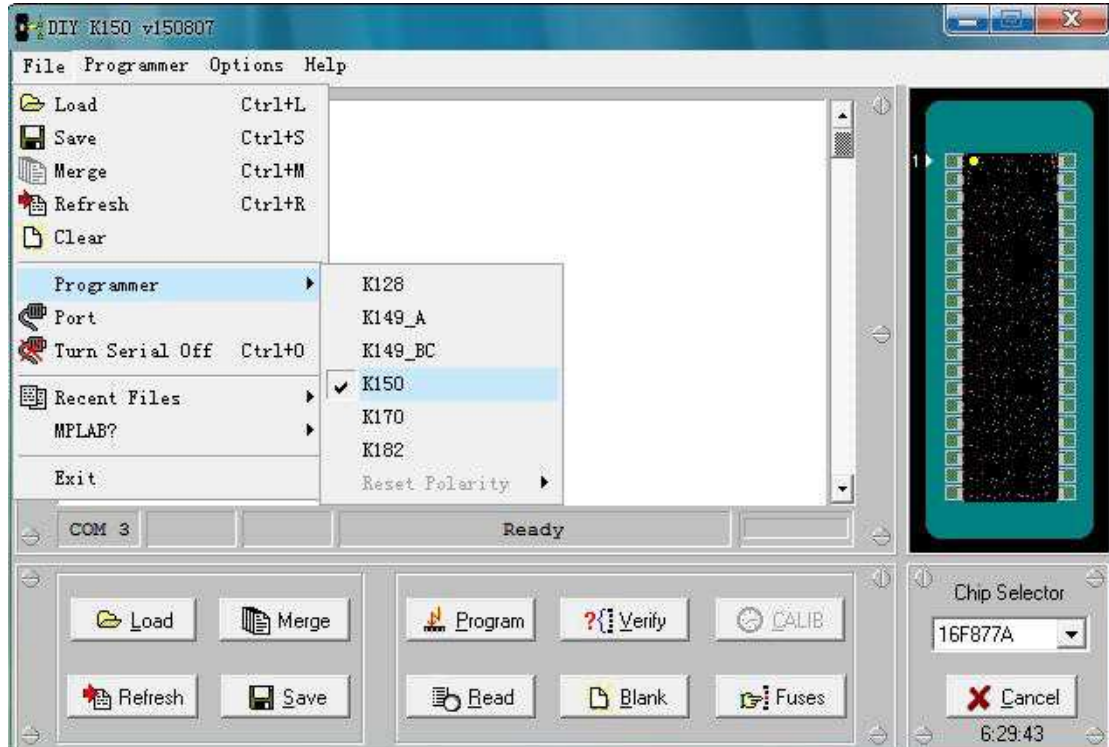 DIY K150 v150807
File Programmer Options Help
Load Ctrl+L
Save Ctrl+S
Merge Ctrl+M
Refresh Ctrl+R
Clear
Programmer
Port
Turn Serial Off Ctrl+O
Recent Files
MPLAB?
Exit
K128
K149_A
K149_BC
K150
K170
K182
Reset Polarity
1
COM 3 Ready
Load Merge Program Verify CALIB
Refresh Save Read Blank Fuses
Chip Selector
16F877A
Cancel
6:29:43